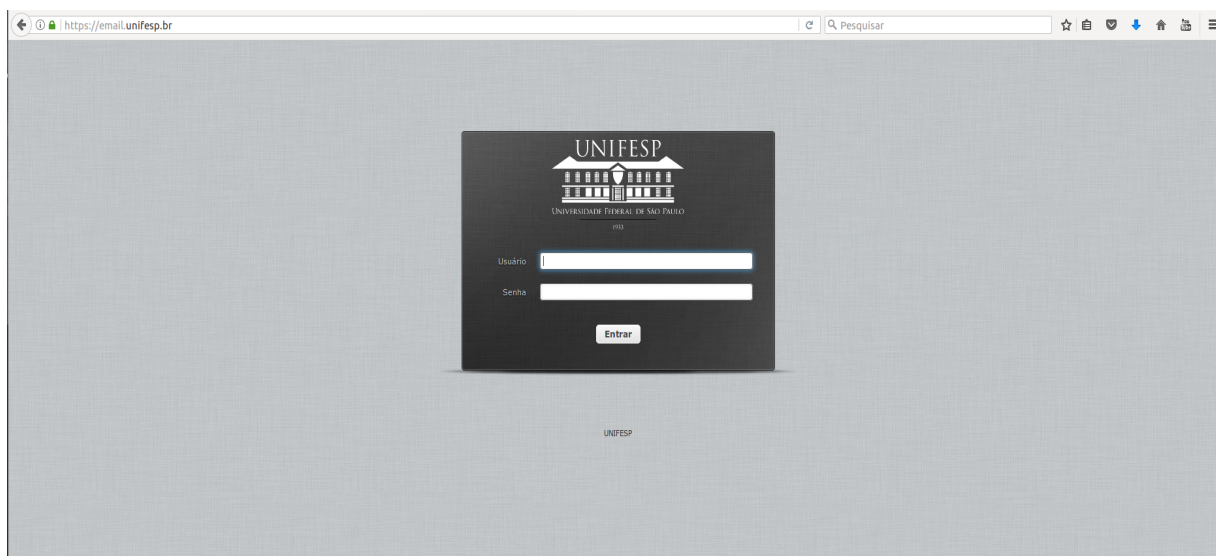 https://email.unifesp.br
Pesquisar
UNIFESP
UNIVERSIDADE FEDERAL DE SÃO PAULO
1933
Usuário
Senha
Entrar
UNIFESP